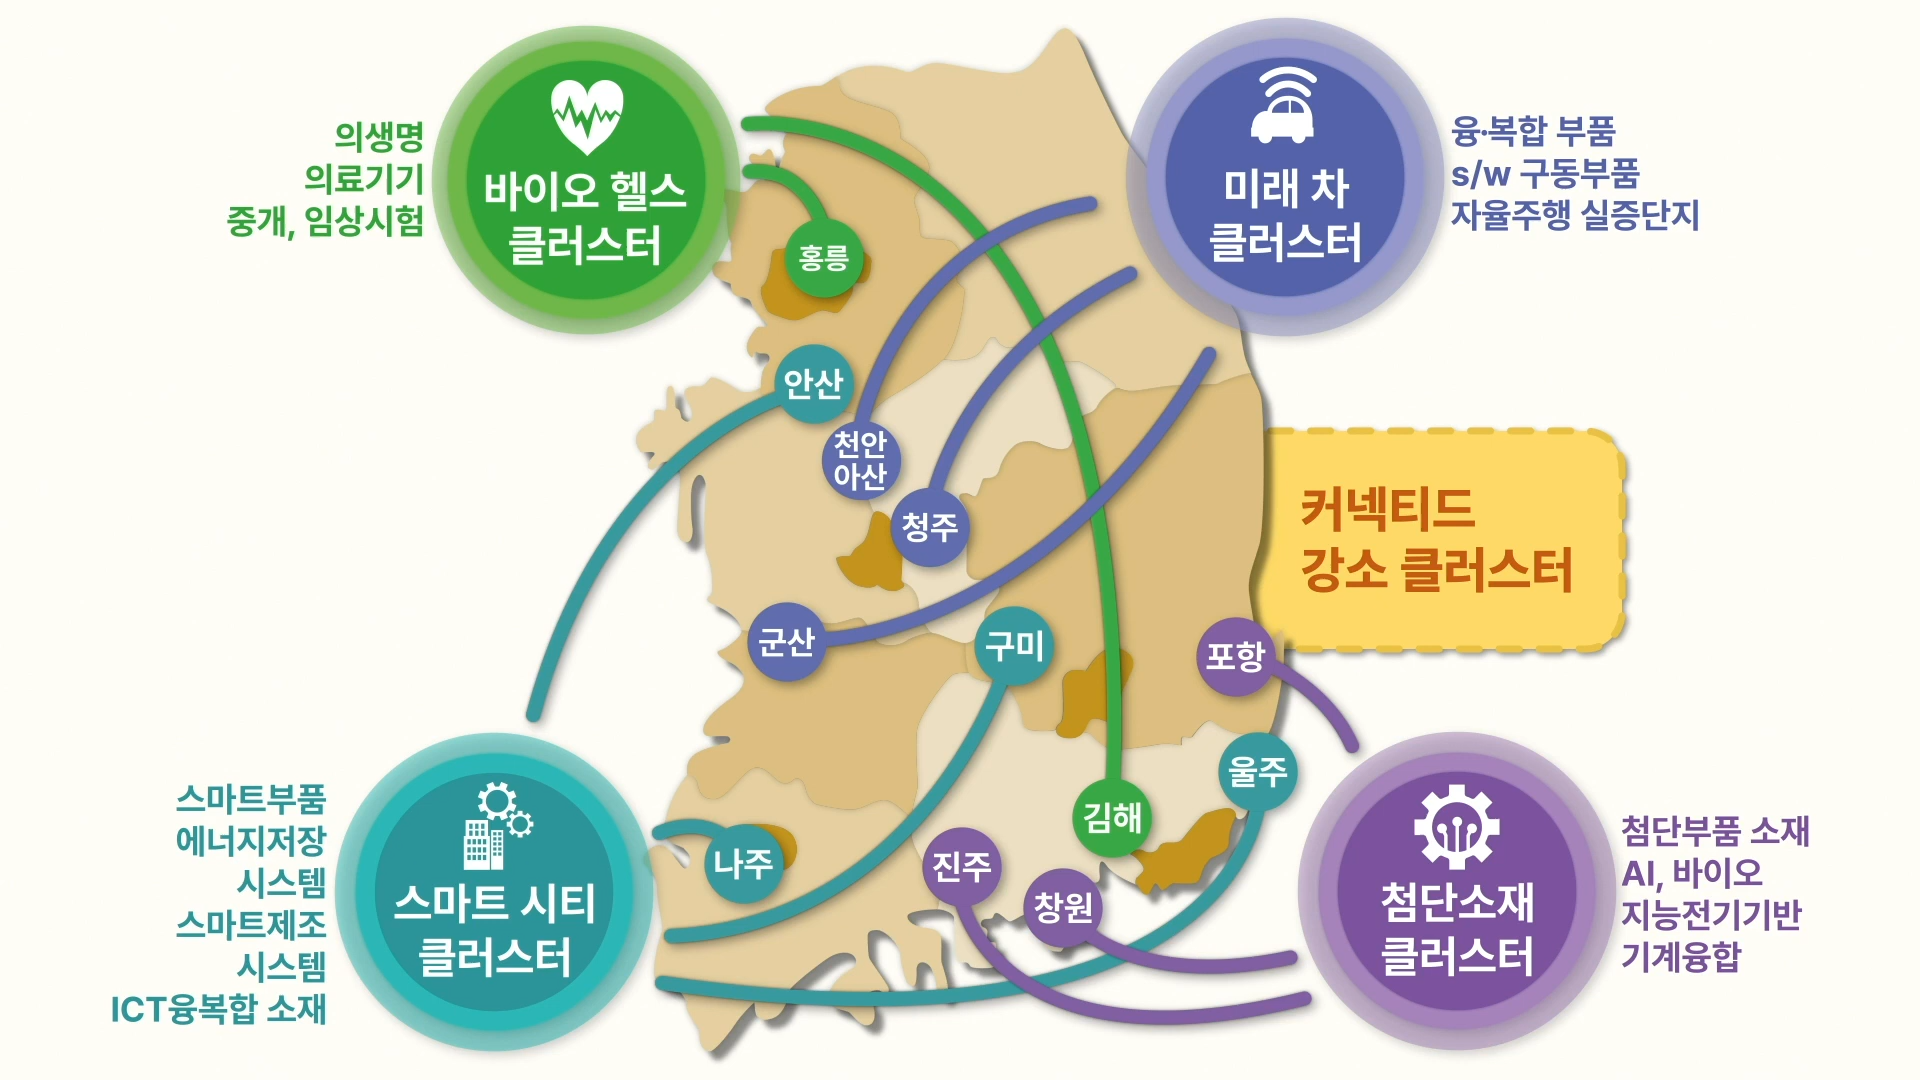 의생명
의료기기
중개, 임상시험
바이오 헬스
클러스터
미래 차
클러스터
융·복합 부품
s/w 구동부품
자율주행 실증단지
홍릉
안산
천안
아산
청주
커넥티드
강소 클러스터
군산
구미
포항
울주
김해
나주
진주
창원
스마트부품
에너지저장
시스템
스마트제조
시스템
ICT융복합 소재
스마트 시티
클러스터
첨단소재
클러스터
첨단부품 소재
AI, 바이오
지능전기기반
기계융합